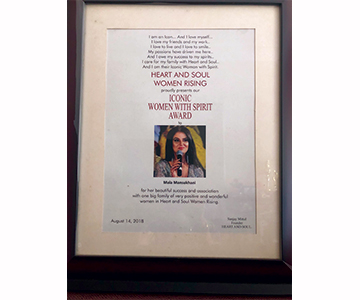 I am an Icon... And I love myself...
I love my friends and my work...
I love to live and I love to smile...
My passions have driven me here...
And I owe my success to my spirits...
I care for my family with Heart and Soul...
And I am their Iconic Woman with Spirit.
HEART AND SOUL
WOMEN RISING
proudly presents our
ICONIC
WOMEN WITH SPIRIT
AWARD
to
Mala Mansukhani
for her beautiful success and association
with one big family of very positive and wonderful
women in Heart and Soul Women Rising.
August 14, 2018
Founder
HEART AND SOUL